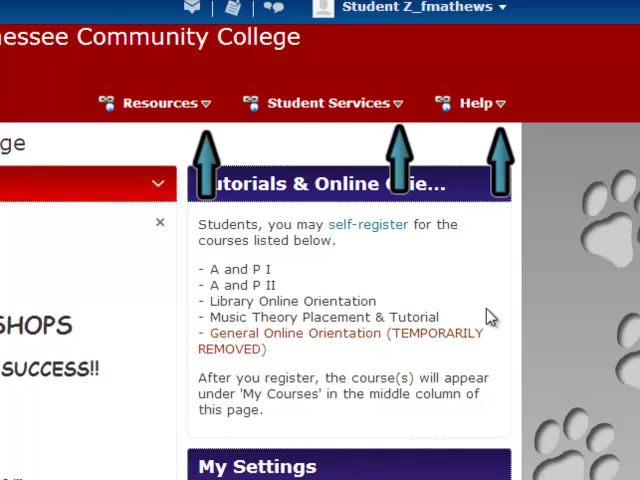 Student Z_fmathews
nessee Community College
Resources
Student Services
Help
ge
Tutorials & Online Orie...
Students, you may self-register for the
courses listed below.
- A and P I
- A and P II
- Library Online Orientation
- Music Theory Placement & Tutorial
- General Online Orientation (TEMPORARILY
REMOVED)
SHOPS
SUCCESS!!
After you register, the course(s) will appear
under 'My Courses' in the middle column of
this page.
My Settings